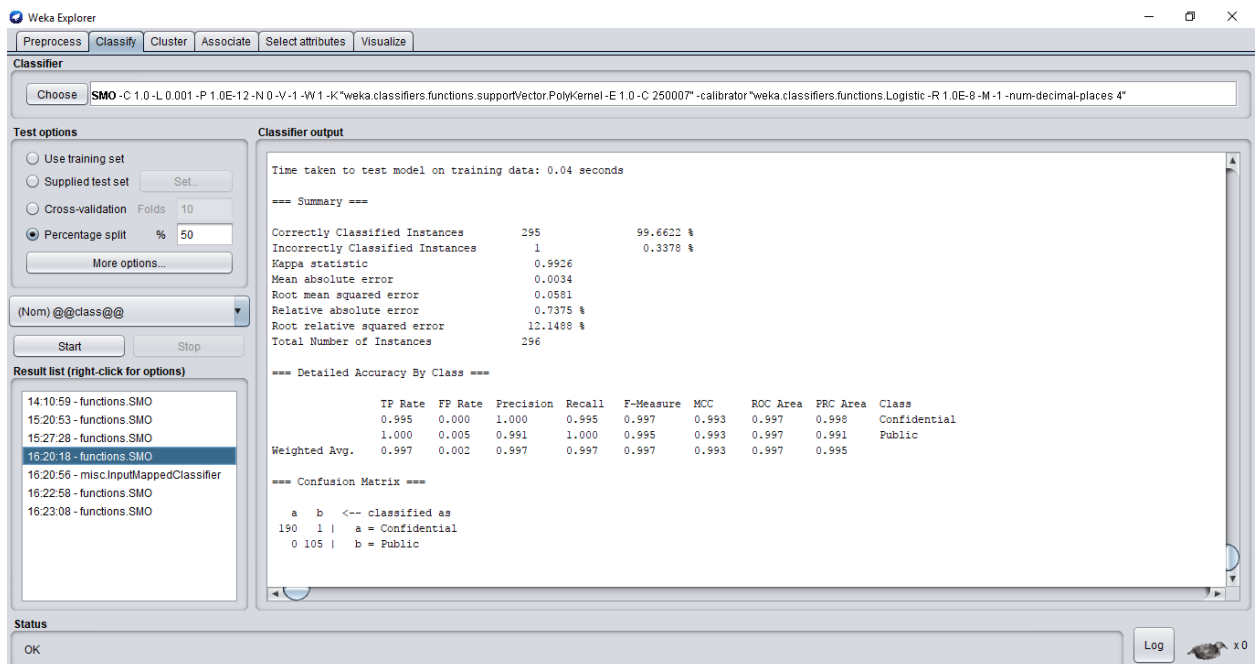 Weka Explorer
Preprocess Classify Cluster Associate Select attributes Visualize
Classifier
Choose SMO -C 1.0 -L 0.001 -P 1.0E-12 -N 0 -V -1 -W 1 -K "weka.classifiers.functions.supportVector.PolyKernel -E 1.0 -C 250007" -calibrator "weka.classifiers.functions.Logistic -R 1.0E-8 -M -1 -num-decimal-places 4"
Test options
Use training set
Supplied test set Set...
Cross-validation Folds 10
Percentage split % 50
More options...
(Nom) @@class@@
Start Stop
Result list (right-click for options)
14:10:59 - functions.SMO
15:20:53 - functions.SMO
15:27:28 - functions.SMO
16:20:18 - functions.SMO
16:20:56 - misc.InputMappedClassifier
16:22:58 - functions.SMO
16:23:08 - functions.SMO
Classifier output
Time taken to test model on training data: 0.04 seconds
=== Summary ===
Correctly Classified Instances 295 99.6622 %
Incorrectly Classified Instances 1 0.3378 %
Kappa statistic 0.9926
Mean absolute error 0.0034
Root mean squared error 0.0581
Relative absolute error 0.7375 %
Root relative squared error 12.1488 %
Total Number of Instances 296
=== Detailed Accuracy By Class ===
TP Rate FP Rate Precision Recall F-Measure MCC ROC Area PRC Area Class
0.995 0.000 1.000 0.995 0.997 0.993 0.997 0.998 Confidential
1.000 0.005 0.991 1.000 0.995 0.993 0.997 0.991 Public
Weighted Avg. 0.997 0.002 0.997 0.997 0.997 0.993 0.997 0.995
=== Confusion Matrix ===
a b <-- classified as
190 1 | a = Confidential
0 105 | b = Public
Status
OK
Log x 0